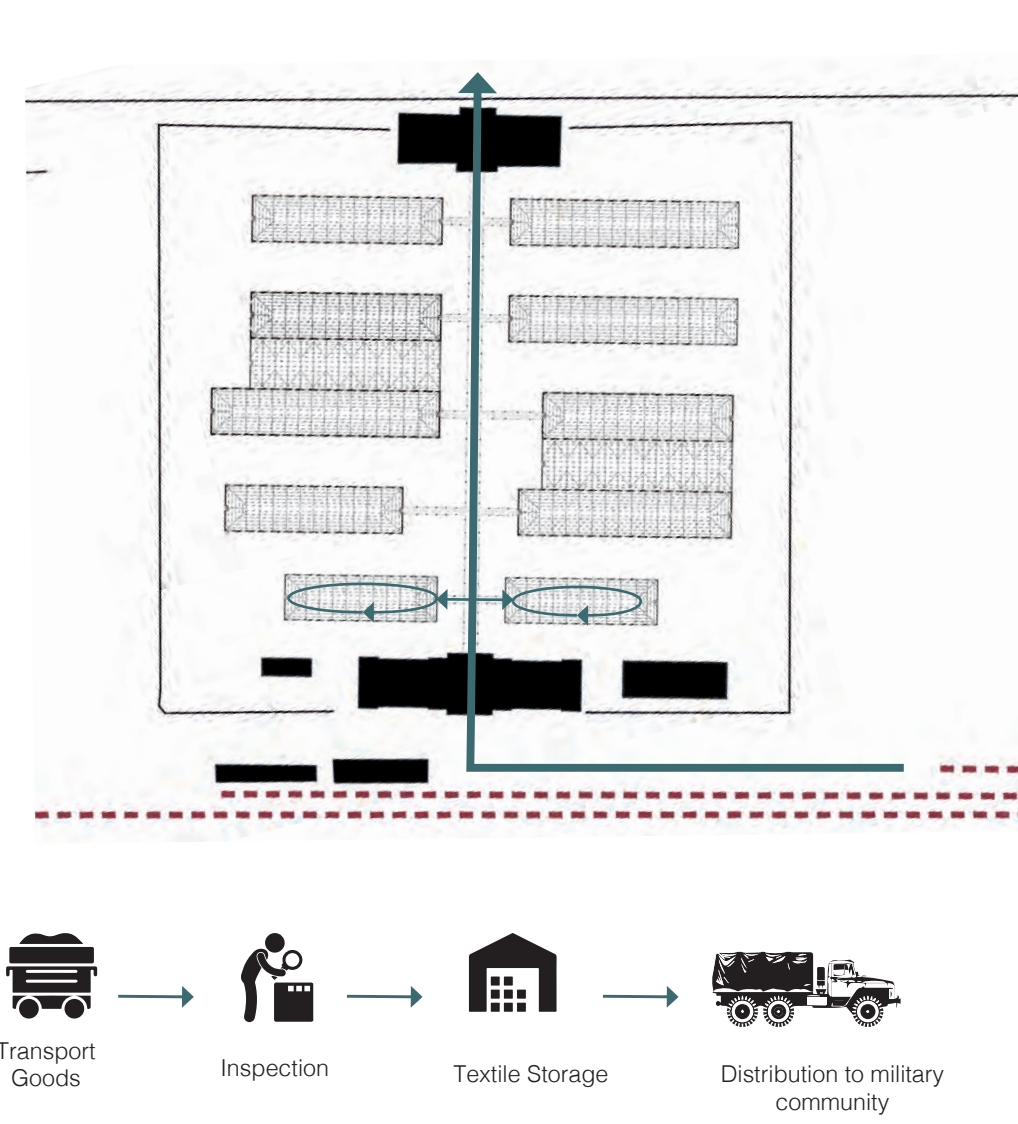 Transport
Goods
Inspection
Textile Storage
Distribution to military
community